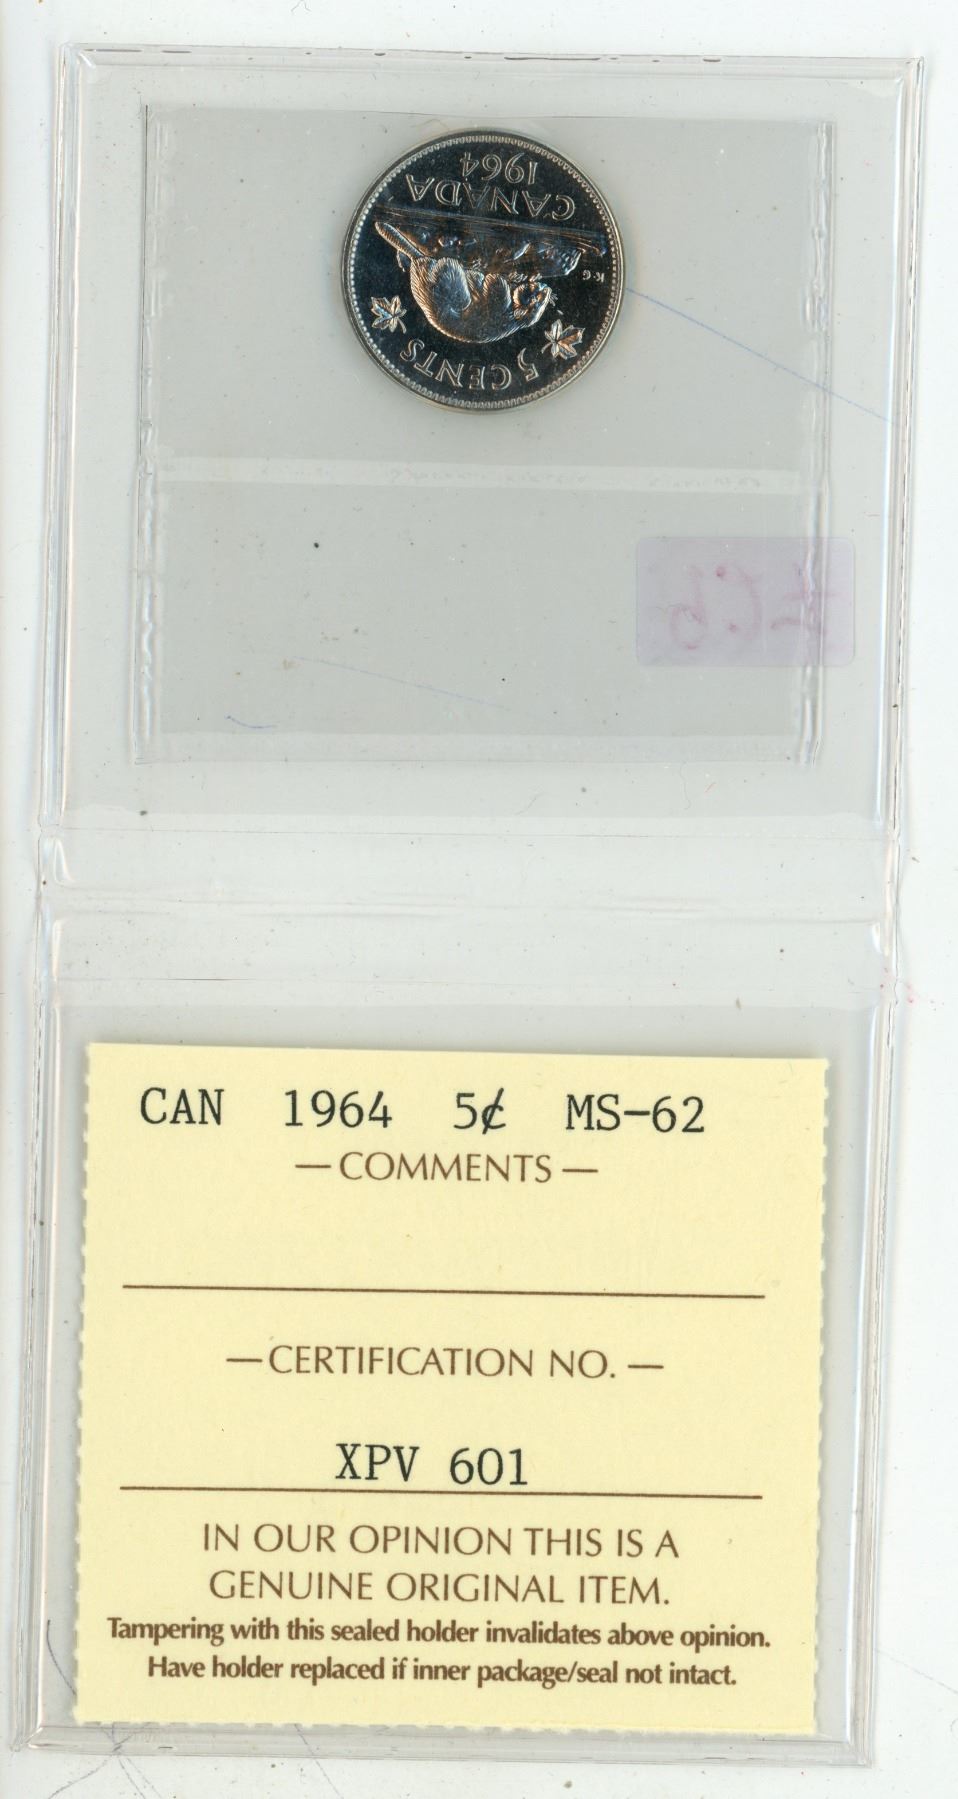 5 CENTS
K G
CANADA
1964
CAN 1964 5¢ MS-62
— COMMENTS —
— CERTIFICATION NO. —
XPV 601
IN OUR OPINION THIS IS A
GENUINE ORIGINAL ITEM.
Tampering with this sealed holder invalidates above opinion.
Have holder replaced if inner package/seal not intact.